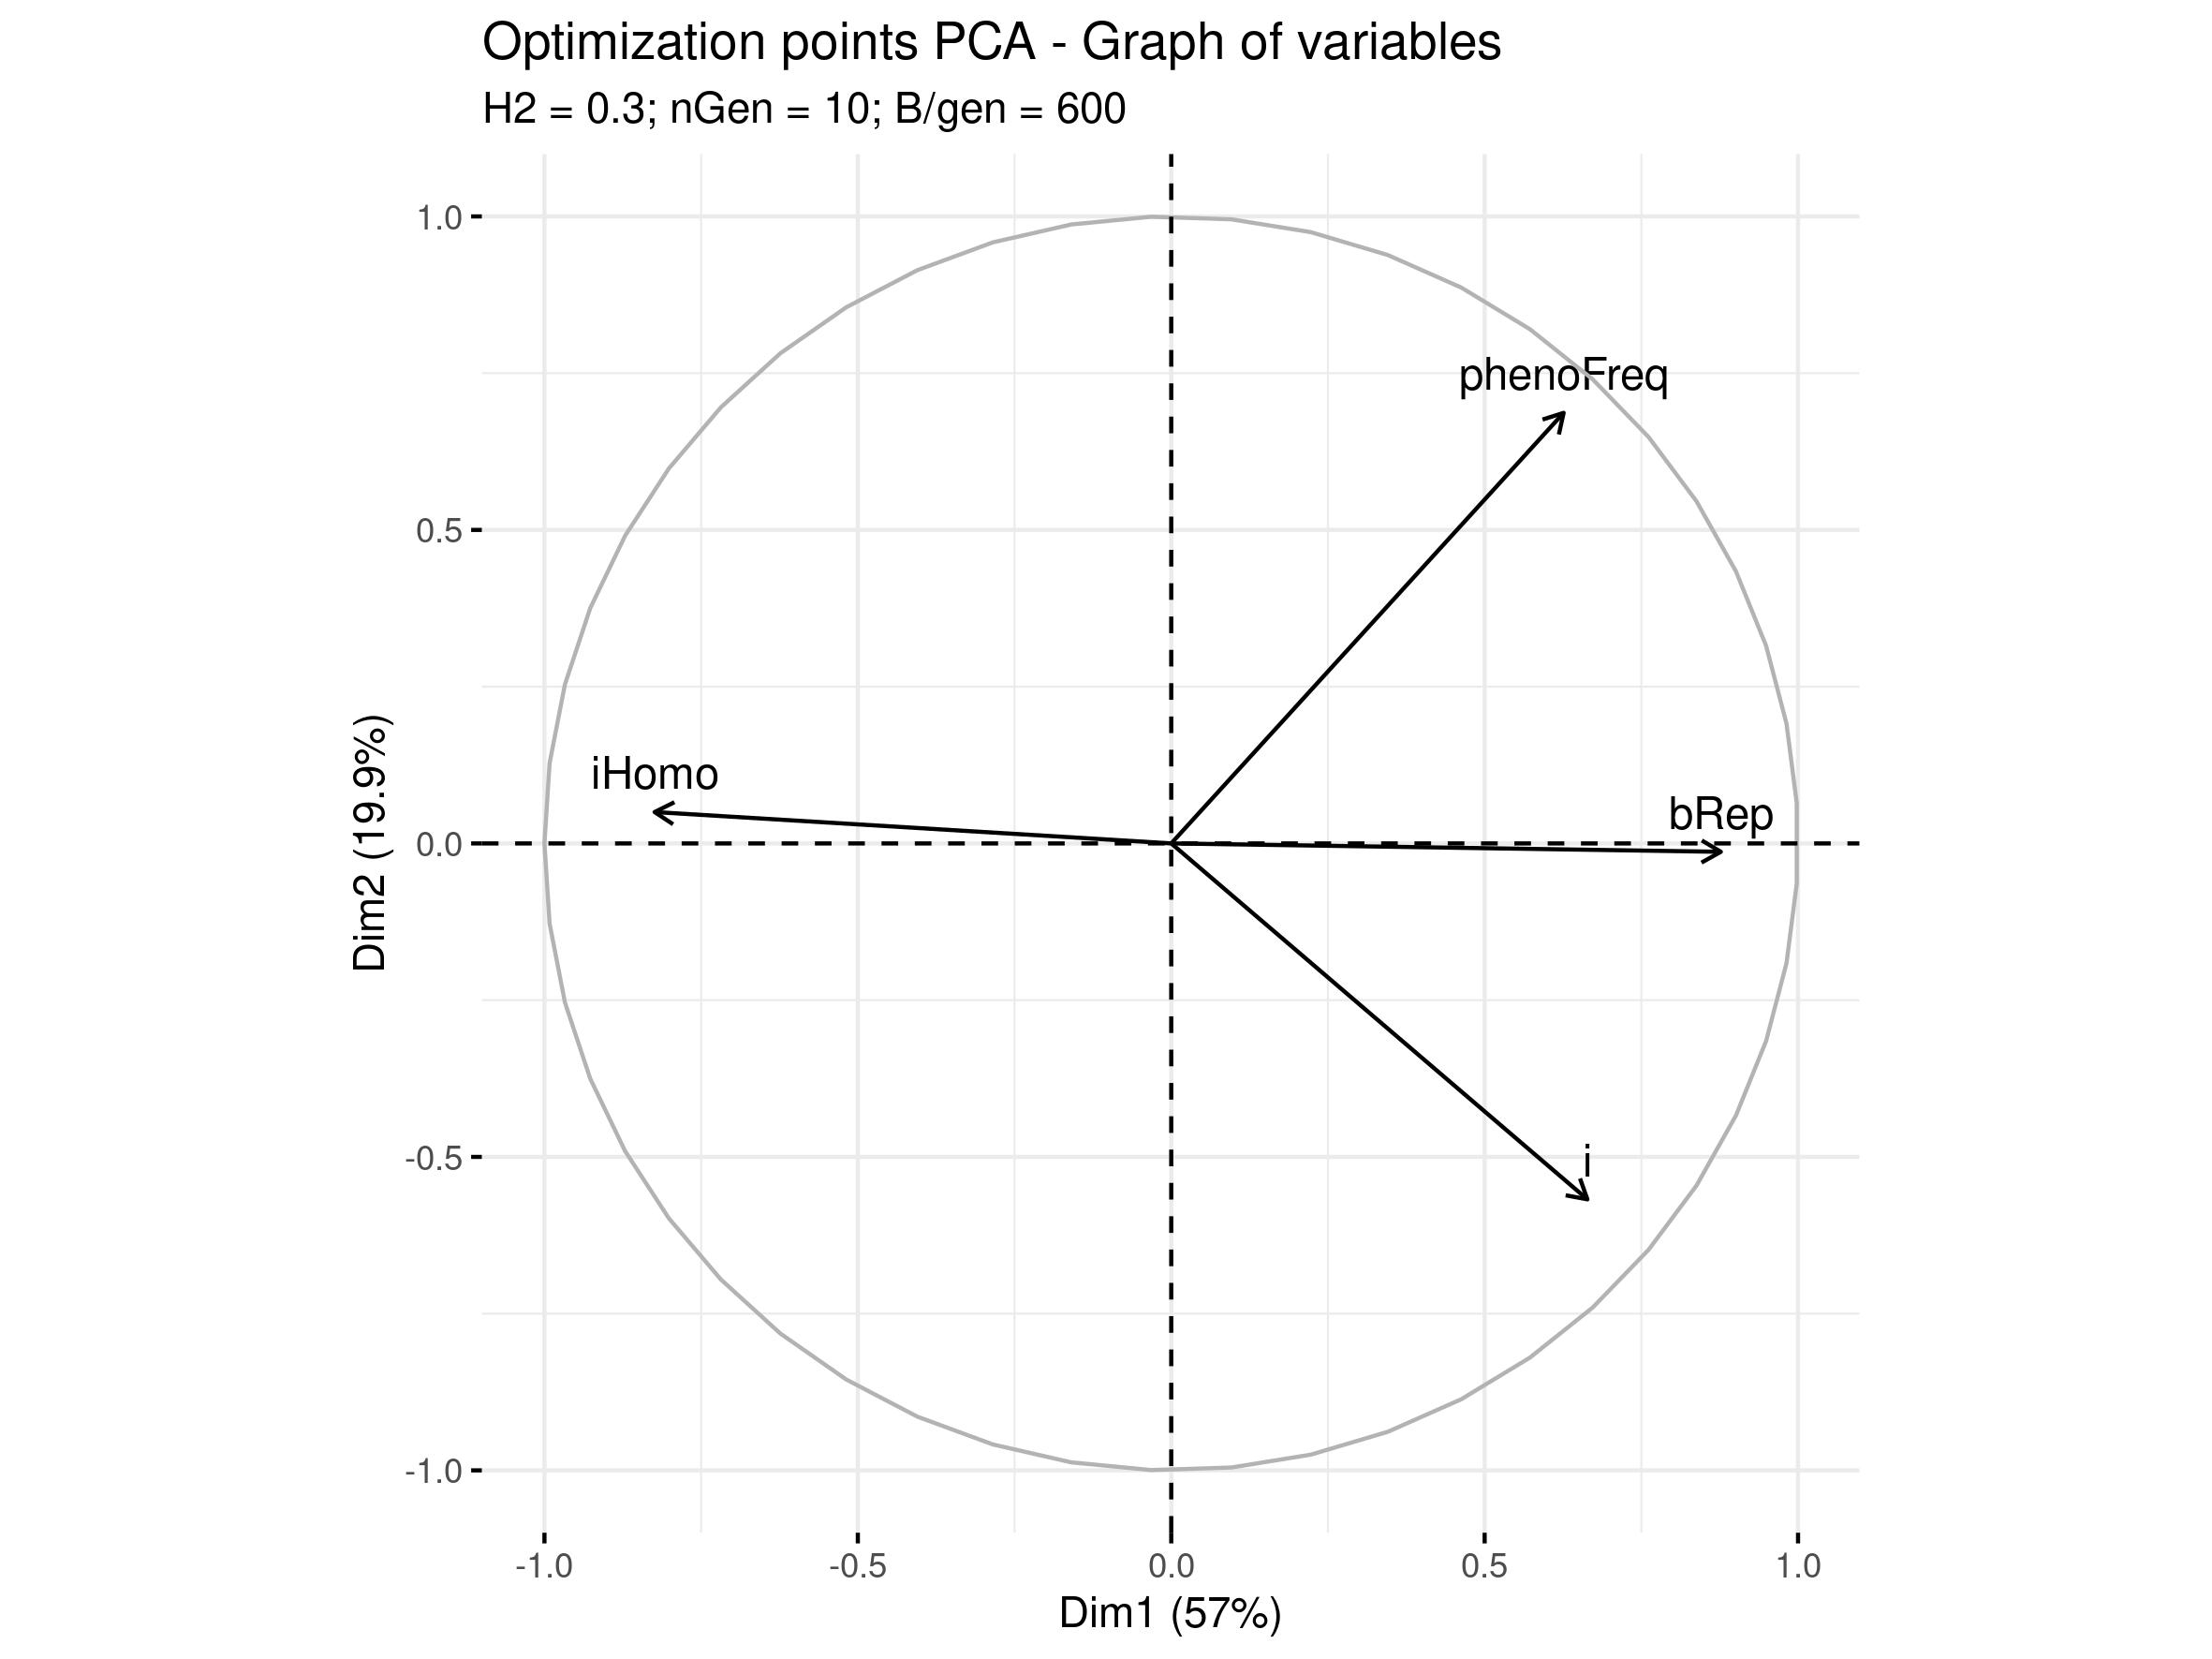 Optimization points PCA - Graph of variables
H2 = 0.3; nGen = 10; B/gen = 600
1.0
0.5
0.0
-0.5
-1.0
Dim2 (19.9%)
phenoFreq
iHomo
bRep
i
-1.0
-0.5
0.0
0.5
1.0
Dim1 (57%)